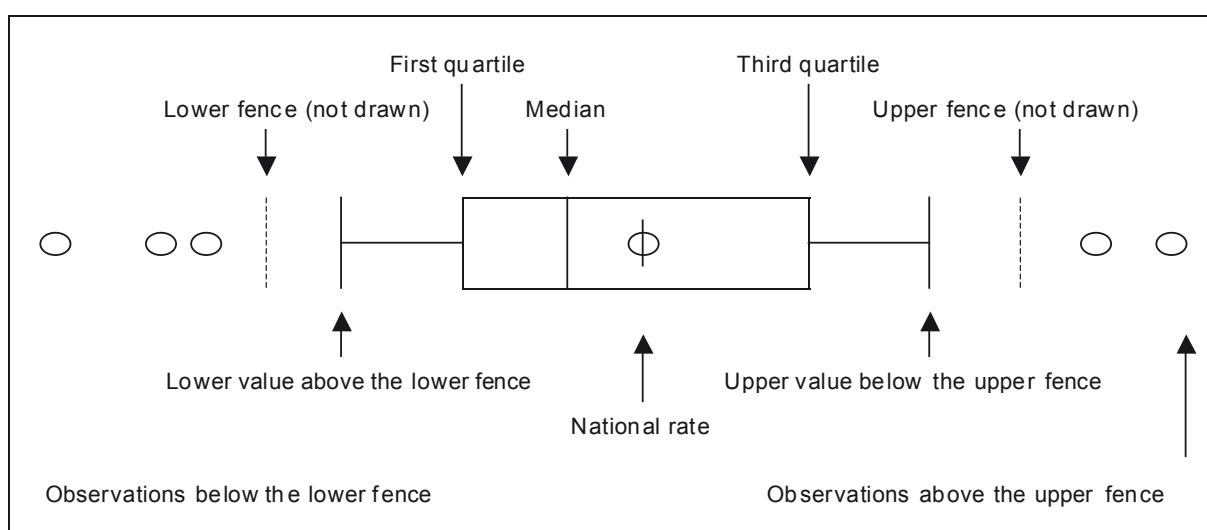 First quartile
Third quartile
Lower fence (not drawn)
Median
Upper fence (not drawn)
Lower value above the lower fence
Upper value below the upper fence
National rate
Observations below the lower fence
Observations above the upper fence